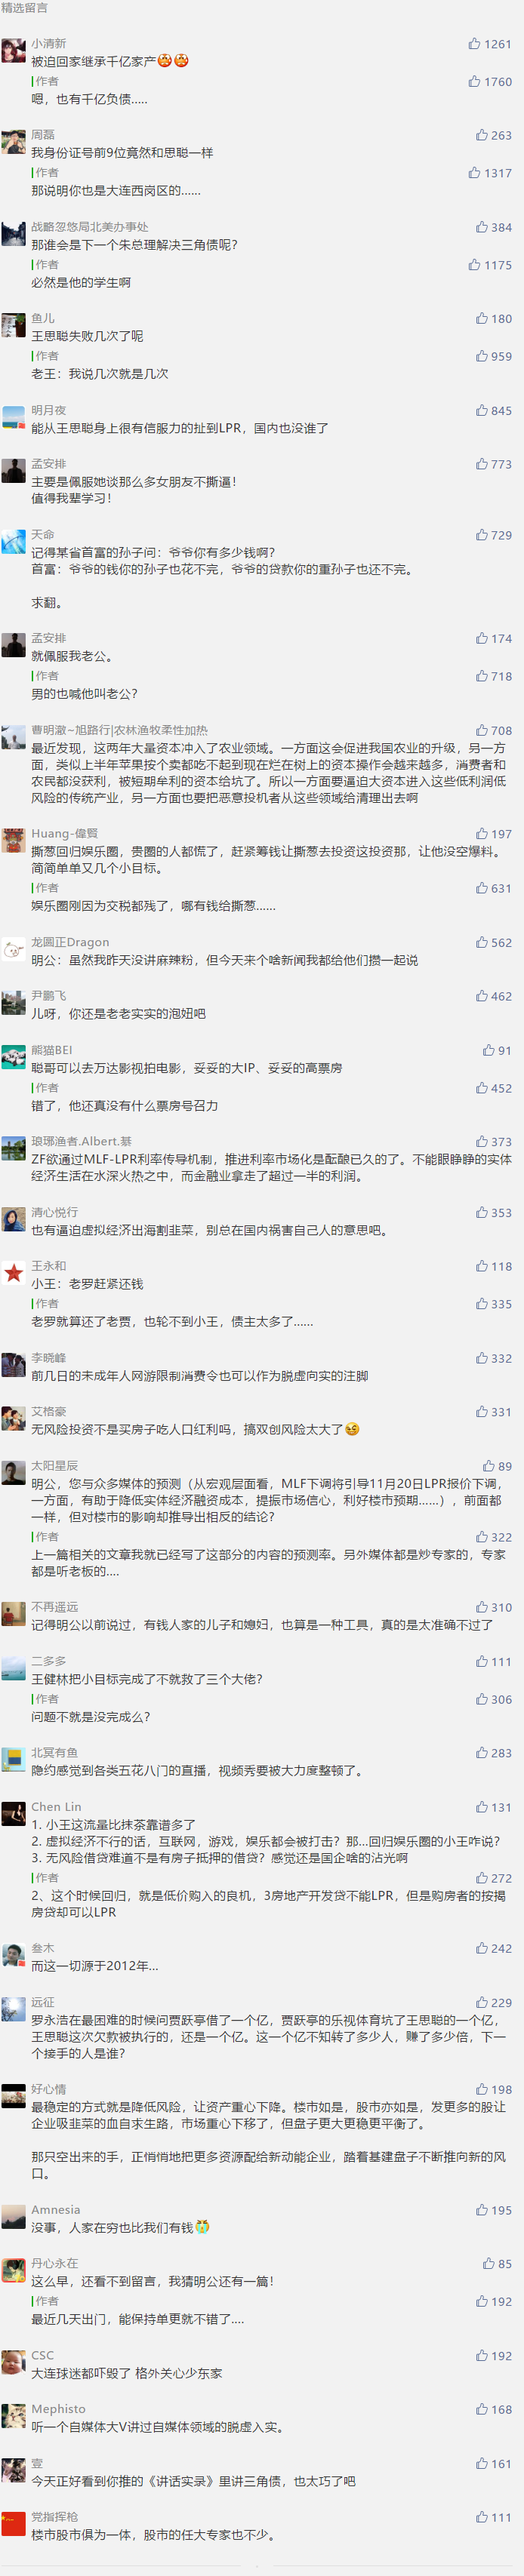 精选留言
小清新 1261
被迫回家继承千亿家产
作者 1760
嗯，也有千亿负债.....
周磊 263
我身份证号前9位竟然和思聪一样
作者 1317
那说明你也是大连西岗区的......
战略忽悠局北美办事处 384
那谁会是下一个朱总理解决三角债呢？
作者 1175
必然是他的学生啊
鱼儿 180
王思聪失败几次了呢
作者 959
老王：我说几次就是几次
明月夜 845
能从王思聪身上很有信服力的扯到LPR，国内也没谁了
孟安排 773
主要是佩服她谈那么多女朋友不撕逼！
值得我辈学习！
天命 729
记得某省首富的孙子问：爷爷你有多少钱啊？
首富：爷爷的钱你的孙子也花不完，爷爷的贷款你的重孙子也还不完。
求翻。
孟安排 174
就佩服我老公。
作者 718
男的也喊他叫老公？
曹明澈~旭路行|农林渔牧柔性加热 708
最近发现，这两年大量资本冲入了农业领域。一方面这会促进我国农业的升级，另一方
面，类似上半年苹果按个卖都吃不起到现在烂在树上的资本操作会越来越多，消费者和
农民都没获利，被短期牟利的资本给坑了。所以一方面要逼迫大资本进入这些低利润低
风险的传统产业，另一方面也要把恶意投机者从这些领域给清理出去啊
Huang-偉賢 197
撕葱回归娱乐圈，贵圈的人都慌了，赶紧筹钱让撕葱去投资这投资那，让他没空爆料。
简简单单又几个小目标。
作者 631
娱乐圈刚因为交税都残了，哪有钱给撕葱......
龙圆正Dragon 562
明公：虽然我昨天没讲麻辣粉，但今天来个啥新闻我都给他们攒一起说
尹鹏飞 462
儿呀，你还是老老实实的泡妞吧
熊猫BEI 91
聪哥可以去万达影视拍电影，妥妥的大IP、妥妥的高票房
作者 452
错了，他还真没有什么票房号召力
琅琊渔者.Albert.綦 373
ZF欲通过MLF-LPR利率传导机制，推进利率市场化是酝酿已久的了。不能眼睁睁的实体
经济生活在水深火热之中，而金融业拿走了超过一半的利润。
清心悦行 353
也有逼迫虚拟经济出海割韭菜，别总在国内祸害自己人的意思吧。
王永和 118
小王：老罗赶紧还钱
作者 335
老罗就算还了老贾，也轮不到小王，债主太多了......
李晓峰 332
前几日的未成年人网游限制消费令也可以作为脱虚向实的注脚
艾格豪 331
无风险投资不是买房子吃人口红利吗，搞双创风险太大了
太阳星辰 89
明公，您与众多媒体的预测（从宏观层面看，MLF下调将引导11月20日LPR报价下调，
一方面，有助于降低实体经济融资成本，提振市场信心，利好楼市预期......），前面都
一样，但对楼市的影响却推导出相反的结论？
作者 322
上一篇相关的文章我就已经写了这部分的内容的预测率。另外媒体都是炒专家的，专家
都是听老板的....
不再遥远 310
记得明公以前说过，有钱人家的儿子和媳妇，也算是一种工具，真的是太准确不过了
二多多 111
王健林把小目标完成了不就救了三个大佬？
作者 306
问题不就是没完成么？
北冥有鱼 283
隐约感觉到各类五花八门的直播，视频秀要被大力度整顿了。
Chen Lin 131
1. 小王这流量比抹茶靠谱多了
2. 虚拟经济不行的话，互联网，游戏，娱乐都会被打击？那...回归娱乐圈的小王咋说？
3. 无风险借贷难道不是有房子抵押的借贷？感觉还是国企啥的沾光啊
作者 272
2、这个时候回归，就是低价购入的良机，3房地产开发贷不能LPR，但是购房者的按揭
房贷却可以LPR
叁木 242
而这一切源于2012年...
远征 229
罗永浩在最困难的时候问贾跃亭借了一个亿，贾跃亭的乐视体育坑了王思聪的一个亿，
王思聪这次欠款被执行的，还是一个亿。这一个亿不知转了多少人，赚了多少倍，下一
个接手的人是谁？
好心情 198
最稳定的方式就是降低风险，让资产重心下降。楼市如是，股市亦如是，发更多的股让
企业吸韭菜的血自求生路，市场重心下移了，但盘子更大更稳更平衡了。
那只空出来的手，正悄悄地把更多资源配给新动能企业，踏着基建盘子不断推向新的风
口。
Amnesia 195
没事，人家在穷也比我们有钱
丹心永在 85
这么早，还看不到留言，我猜明公还有一篇！
作者 192
最近几天出门，能保持单更就不错了....
CSC 192
大连球迷都吓毁了 格外关心少东家
Mephisto 168
听一个自媒体大V讲过自媒体领域的脱虚入实。
壹 161
今天正好看到你推的《讲话实录》里讲三角债，也太巧了吧
党指挥枪 111
楼市股市俱为一体，股市的任大专家也不少。